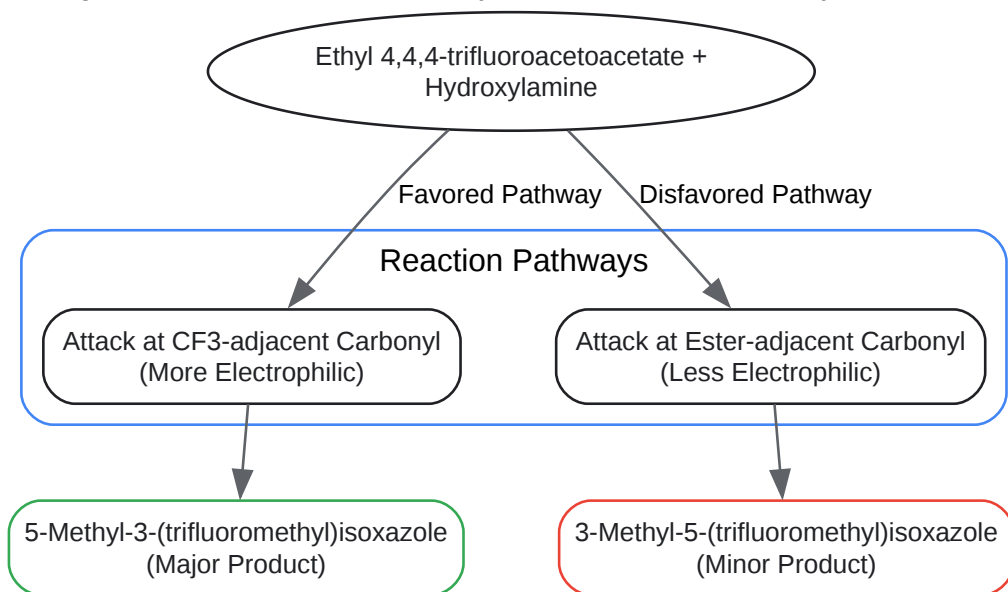 Ethyl 4,4,4-trifluoroacetoacetate +
Hydroxylamine
Favored Pathway
Disfavored Pathway
Reaction Pathways
Attack at CF3-adjacent Carbonyl
(More Electrophilic)
Attack at Ester-adjacent Carbonyl
(Less Electrophilic)
5-Methyl-3-(trifluoromethyl)isoxazole
(Major Product)
3-Methyl-5-(trifluoromethyl)isoxazole
(Minor Product)